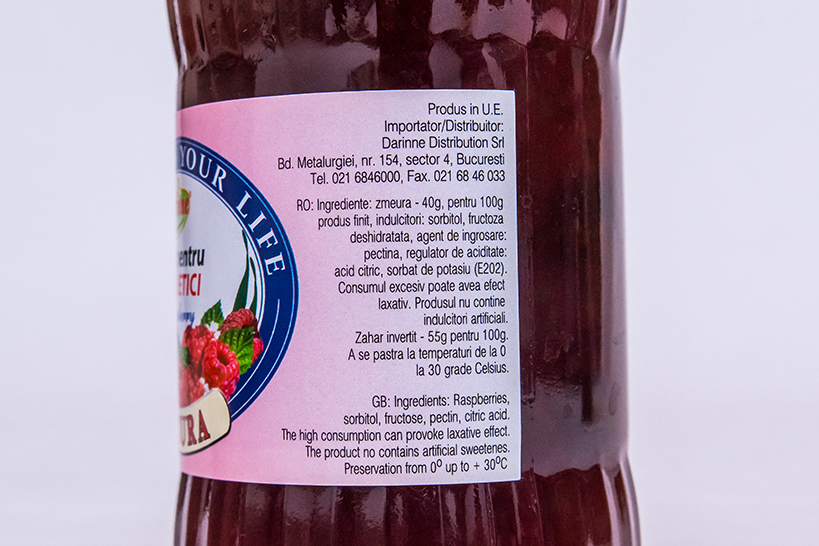 YOUR LIFE
Produs in U.E.
Importator/Distribuitor:
Darinne Distribution Srl
Bd. Metalurgiei, nr. 154, sector 4, Bucuresti
Tel. 021 6846000, Fax. 021 68 46 033
RO: Ingrediente: zmeura - 40g, pentru 100g
produs finit, indulcitori: sorbitol, fructoza
deshidratata, agent de ingrosare:
pectina, regulator de aciditate:
acid citric, sorbat de potasiu (E202).
Consumul excesiv poate avea efect
laxativ. Produsul nu contine
indulcitori artificiali.
Zahar invertit - 55g pentru 100g.
A se pastra la temperaturi de la 0
la 30 grade Celsius.
GB: Ingredients: Raspberries,
sorbitol, fructose, pectin, citric acid.
The high consumption can provoke laxative effect.
The product no contains artificial sweetenes.
Preservation from 0º up to + 30ºC
entru
ETICI
URA